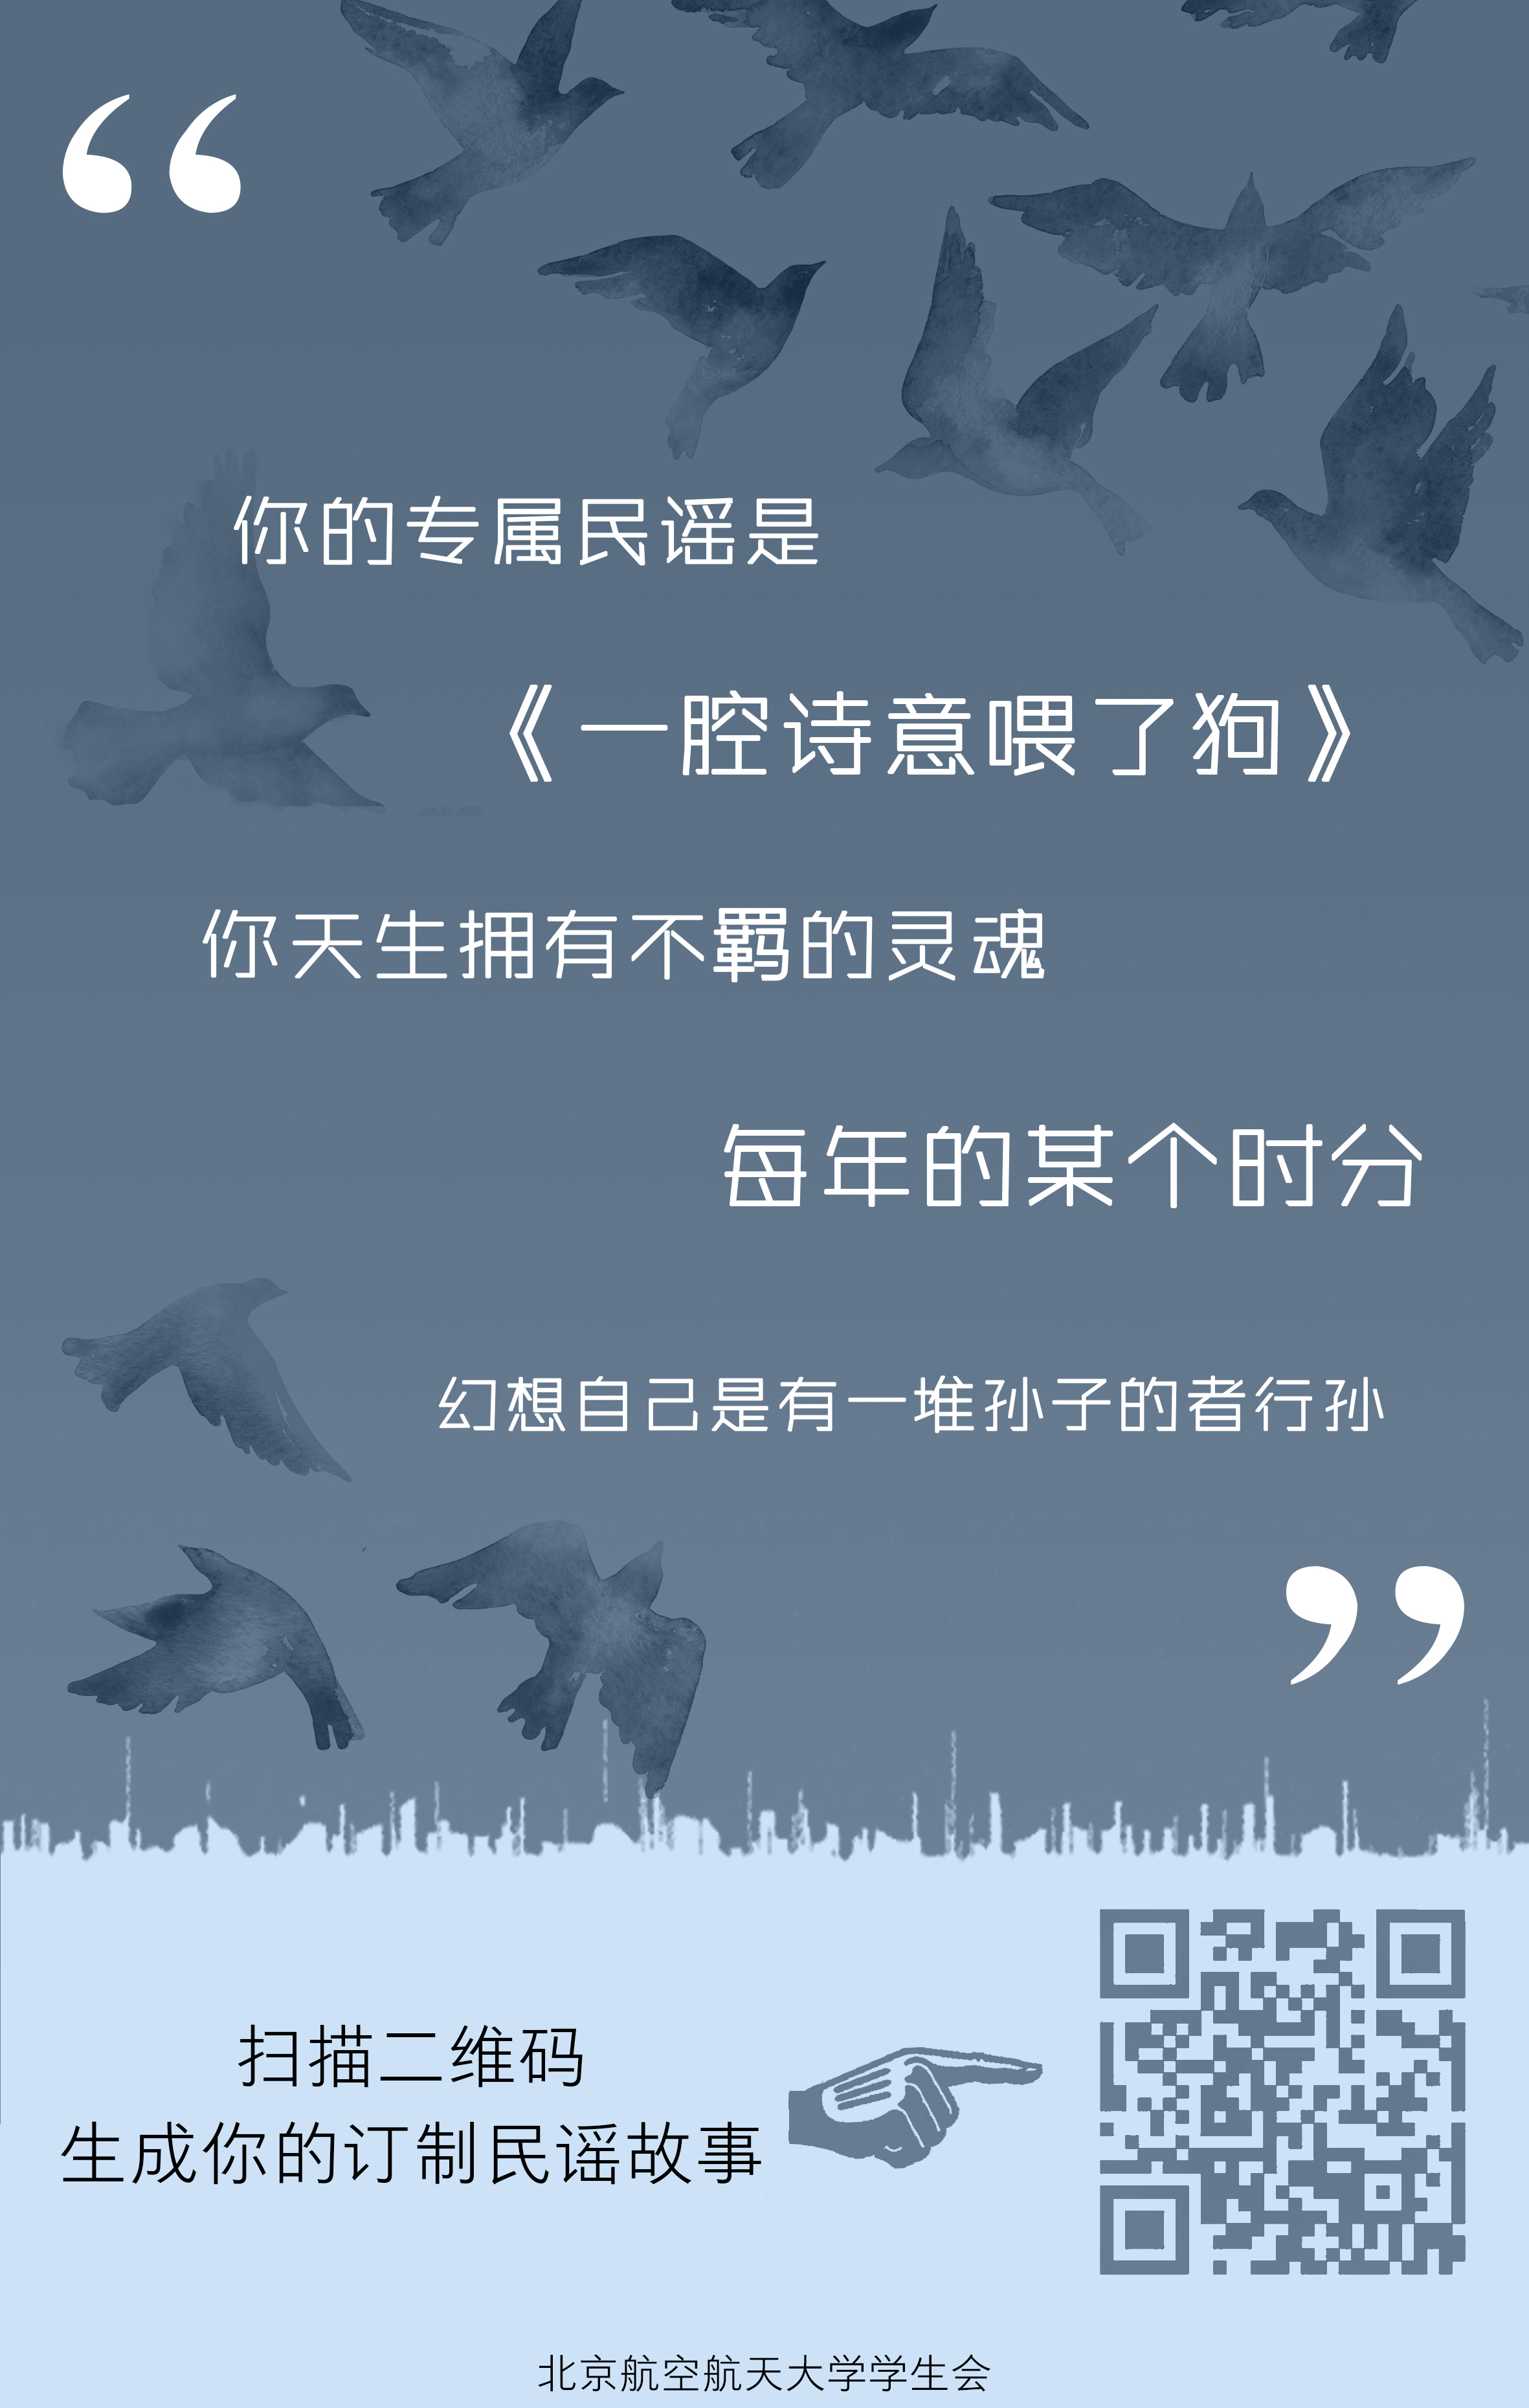 “
你的专属民谣是
《一腔诗意喂了狗》
你天生拥有不羁的灵魂
每年的某个时分
幻想自己是有一堆孙子的者行孙
”
扫描二维码
生成你的订制民谣故事
北京航空航天大学学生会